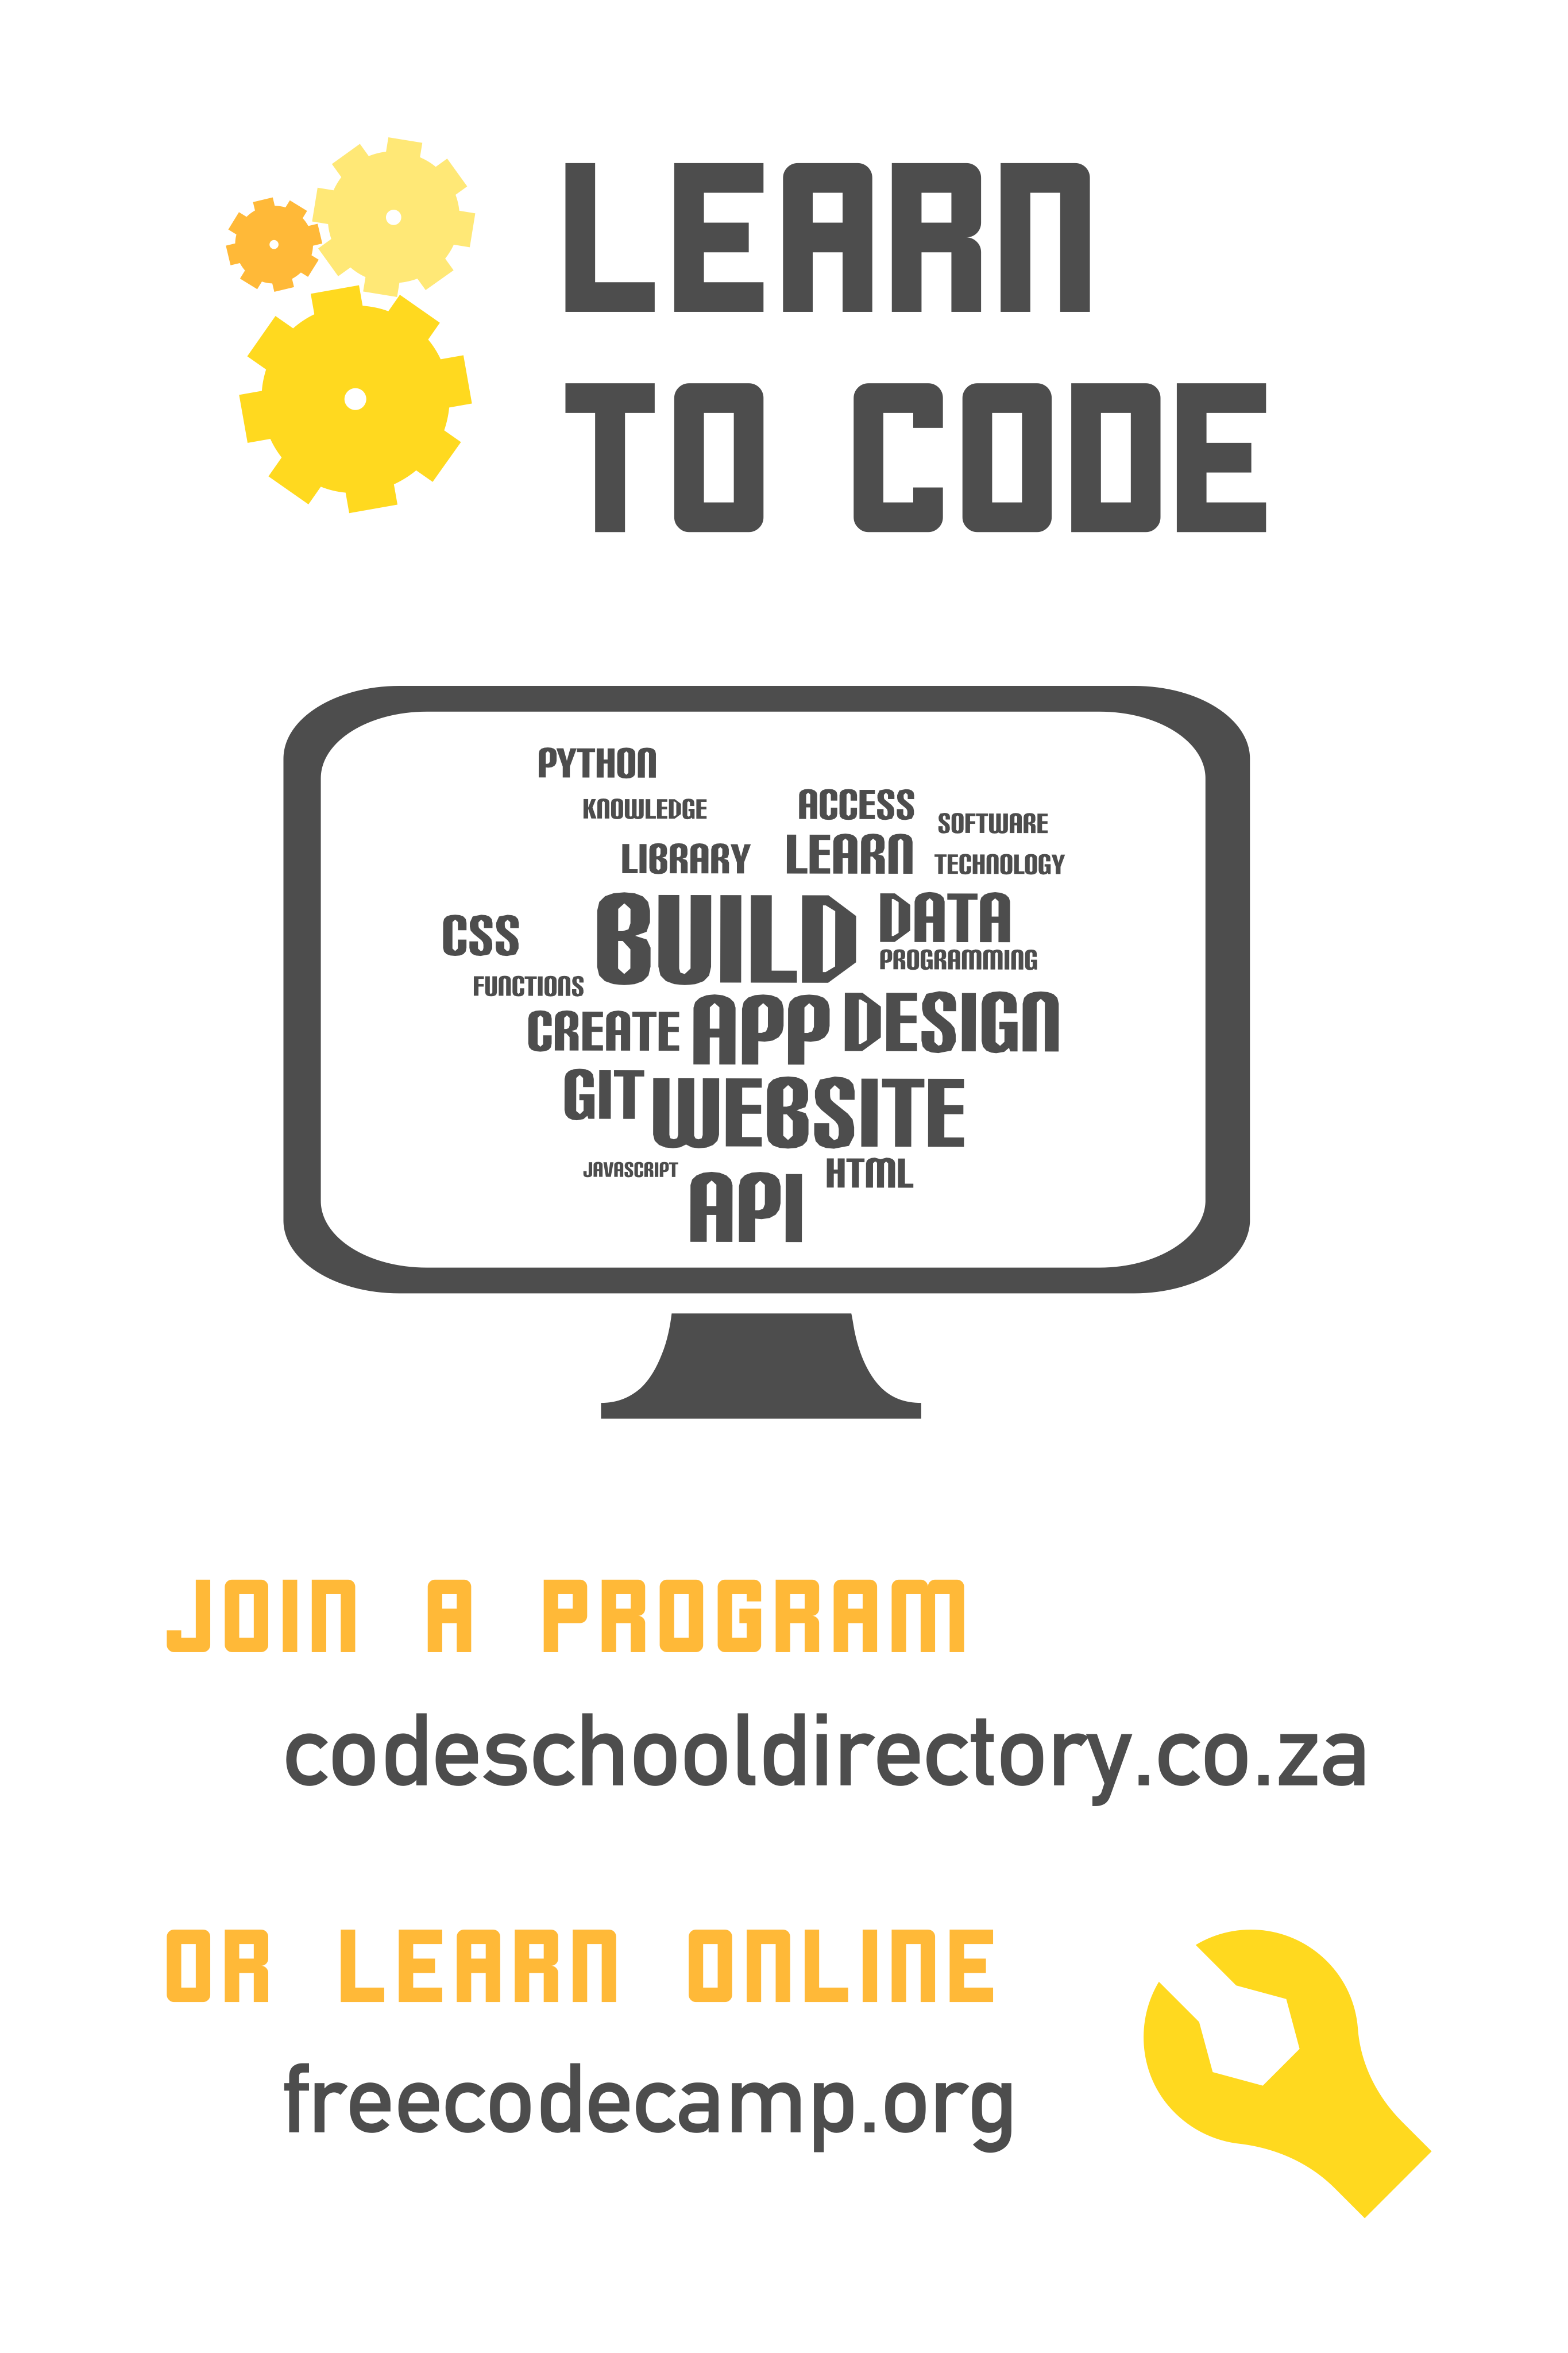 LEARN
TO CODE
PYTHON
KNOWLEDGE
ACCESS
SOFTWARE
LIBRARY
LEARN
TECHNOLOGY
CSS
BUILD
DATA
PROGRAMMING
FUNCTIONS
CREATE
APP
DESIGN
GIT
WEBSITE
JAVASCRIPT
API
HTML
JOIN A PROGRAM
codeschooldirectory.co.za
OR LEARN ONLINE
freecodecamp.org